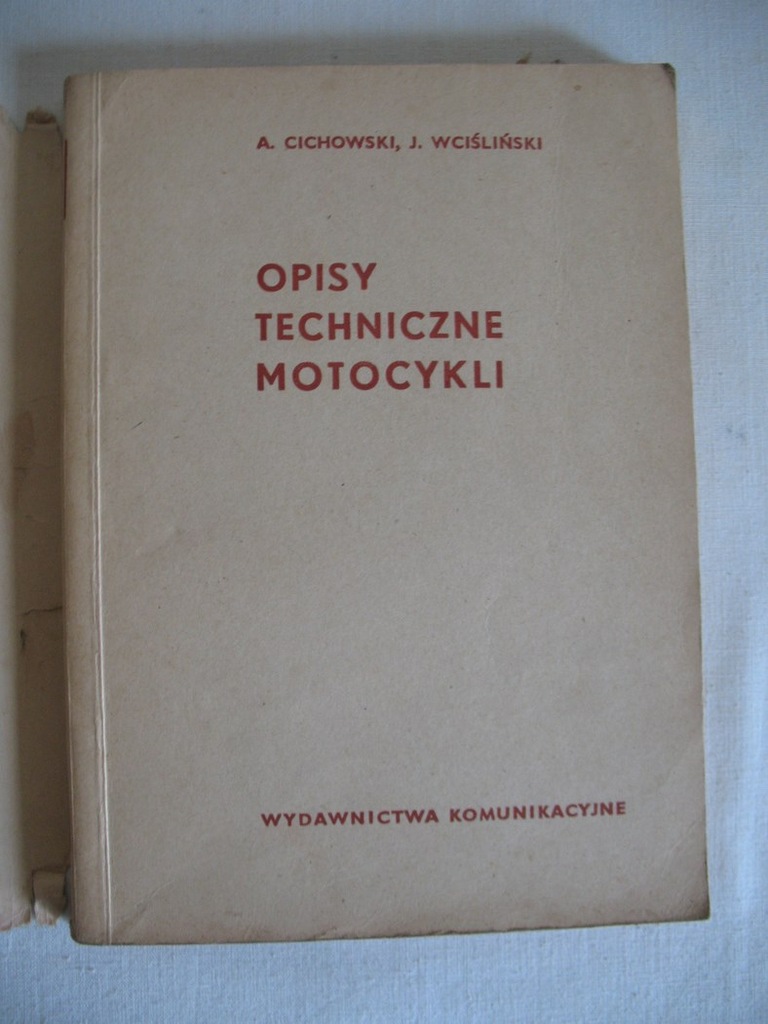 A. CICHOWSKI, J. WCIŚLIŃSKI
OPISY
TECHNICZNE
MOTOCYKLI
WYDAWNICTWA KOMUNIKACYJNE